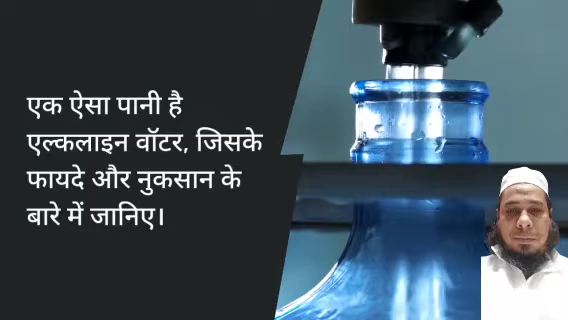 एक ऐसा पानी है
एल्कलाइन वॉटर, जिसके
फायदे और नुकसान के
बारे में जानिए।